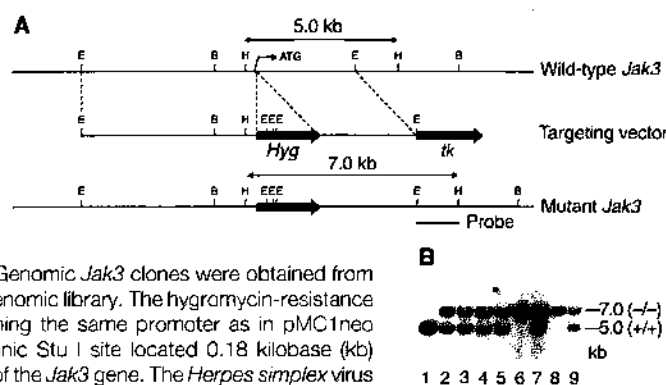 A
5.0 kb
E B H ATG E H B
Wild-type Jak3
E B H EEE E
Hyg tk
Targeting vector
7.0 kb
E B H EEE E H B
Mutant Jak3
Probe
Genomic Jak3 clones were obtained from
enomic library. The hygromycin-resistance
ning the same promoter as in pMC1neo
nic Stu I site located 0.18 kilobase (kb)
of the Jak3 gene. The Herpes simplex virus
B
7.0 (–/–)
5.0 (+/+)
kb
1 2 3 4 5 6 7 8 9